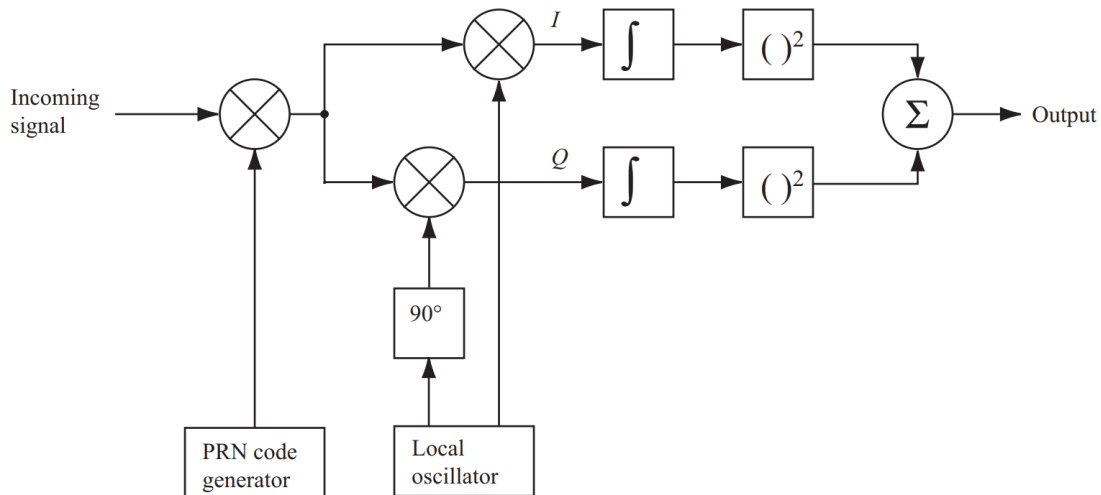 I
∫
( )²
Incoming
signal
Σ
Output
Q
∫
( )²
90°
PRN code
generator
Local
oscillator